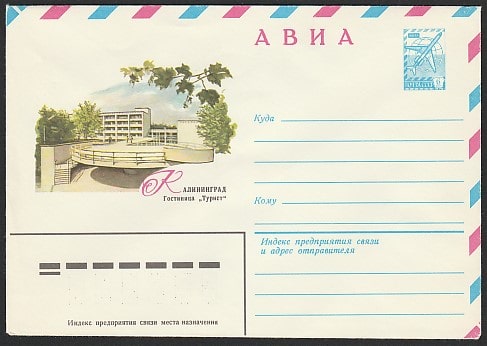 АВИА
Куда
КАЛИНИНГРАД
Гостиница „Турист“
Кому
Индекс предприятия связи
и адрес отправителя
Индекс предприятия связи места назначения